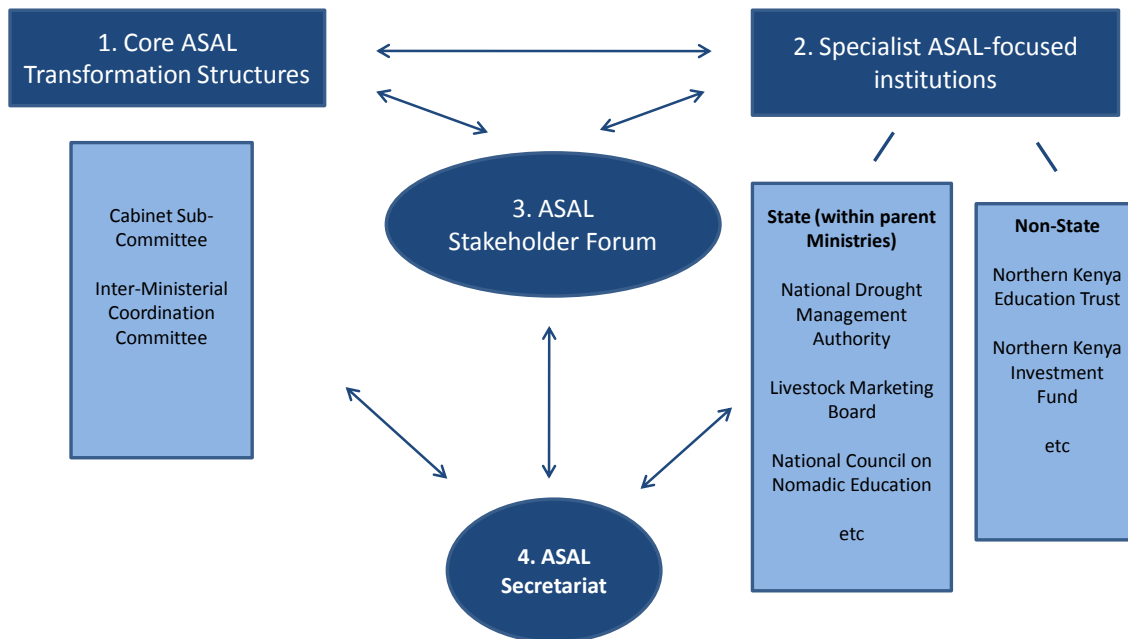 1. Core ASAL
Transformation Structures
2. Specialist ASAL-focused
institutions
Cabinet Sub-
Committee
Inter-Ministerial
Coordination
Committee
3. ASAL
Stakeholder Forum
State (within parent
Ministries)
National Drought
Management
Authority
Livestock Marketing
Board
National Council on
Nomadic Education
etc
Non-State
Northern Kenya
Education Trust
Northern Kenya
Investment
Fund
etc
4. ASAL
Secretariat